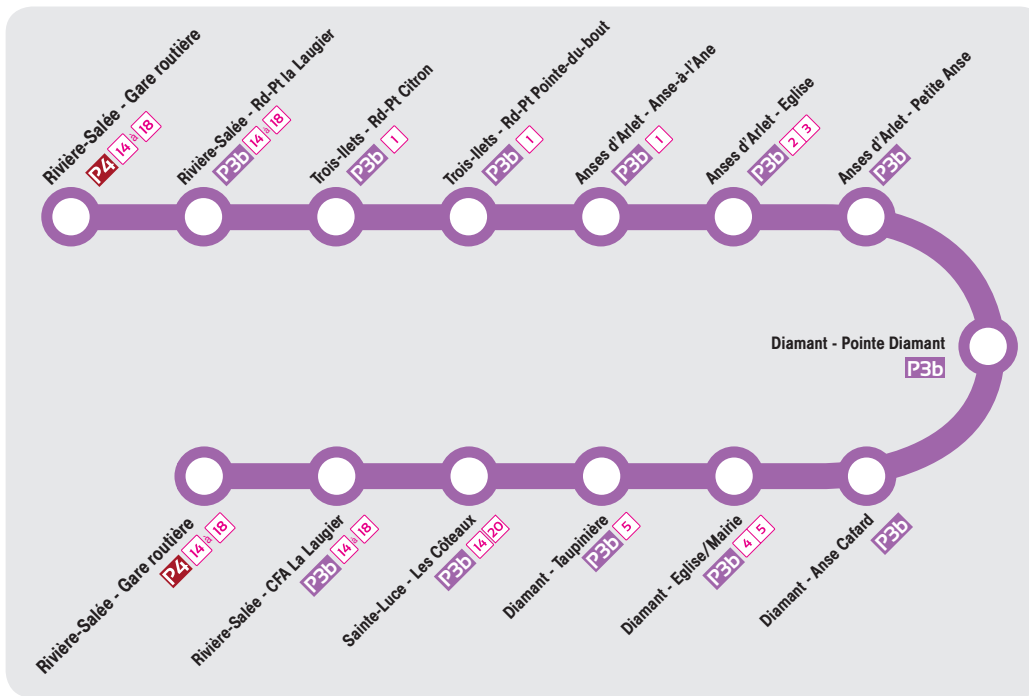 Rivière-Salée - Gare routière
P4 14 à 18
Rivière-Salée - Rd-Pt la Laugier
P3b 14 à 18
Trois-Ilets - Rd-Pt Citron
P3b 1
Trois-Ilets - Rd-Pt Pointe-du-bout
P3b 1
Anses d'Arlet - Anse-à-l'Ane
P3b 1
Anses d'Arlet - Eglise
P3b 2 3
Anses d'Arlet - Petite Anse
P3b
Diamant - Pointe Diamant
P3b
Rivière-Salée - Gare routière
P4 14 à 18
Rivière-Salée - CFA La Laugier
P3b 14 à 18
Sainte-Luce - Les Côteaux
P3b 14 20
Diamant - Taupinière
P3b 5
Diamant - Eglise/Mairie
P3b 4 5
Diamant - Anse Cafard
P3b